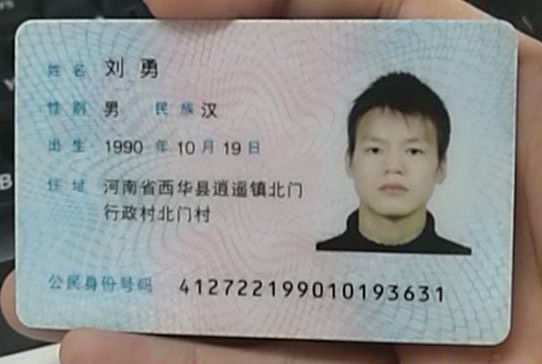 姓名 刘勇
性别 男 民族 汉
出生 1990 年 10 月 19 日
住址 河南省西华县逍遥镇北门
行政村北门村
公民身份号码 412722199010193631